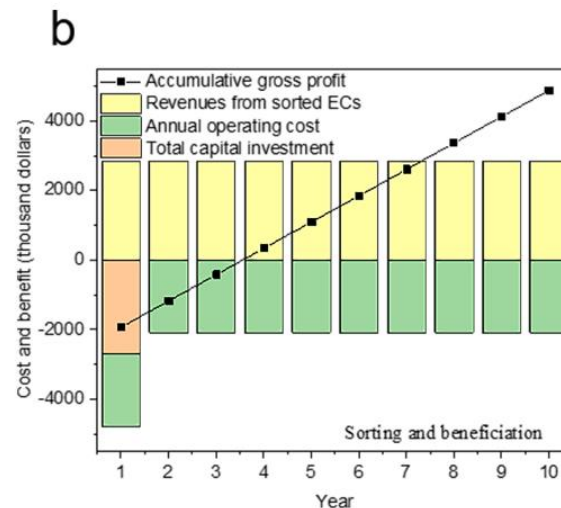 b
Accumulative gross profit
Revenues from sorted ECs
Annual operating cost
Total capital investment
Cost and benefit (thousand dollars)
4000
2000
0
-2000
-4000
Sorting and beneficiation
1 2 3 4 5 6 7 8 9 10
Year